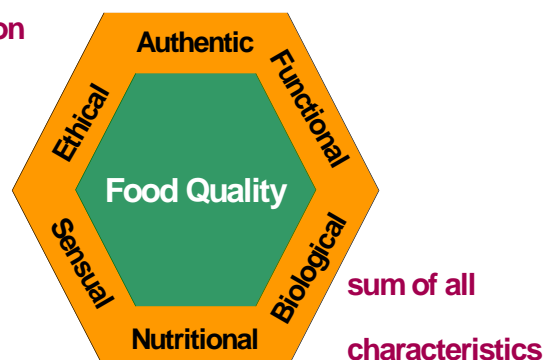 on
Authentic
Functional
Ethical
Food Quality
Sensual
Biological
Nutritional
sum of all
characteristics